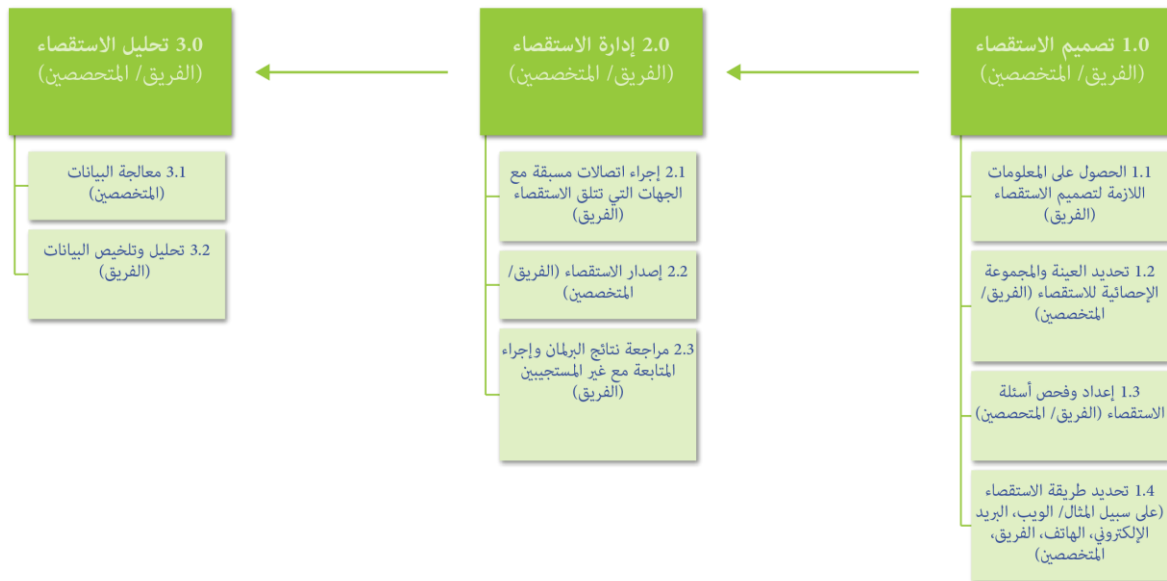 1.0 تصميم الاستقصاء
(الفريق/ المتخصصين)
1.1 الحصول على المعلومات
اللازمة لتصميم الاستقصاء
(الفريق)
1.2 تحديد العينة والمجموعة
الإحصائية للاستقصاء (الفريق/
المتخصصين)
1.3 إعداد وفحص أسئلة
الاستقصاء (الفريق/ المتحصصين)
1.4 تحديد طريقة الاستقصاء
(على سبيل المثال/ الويب، البريد
الإلكتروني، الهاتف، الفريق،
المتخصصين)
2.0 إدارة الاستقصاء
(الفريق/ المتخصصين)
2.1 إجراء اتصالات مسبقة مع
الجهات التي تتلق الاستقصاء
(الفريق)
2.2 إصدار الاستقصاء (الفريق/
المتخصصين)
2.3 مراجعة نتائج البرلمان وإجراء
المتابعة مع غير المستجيبين
(الفريق)
3.0 تحليل الاستقصاء
(الفريق/ المتحصصين)
3.1 معالجة البيانات
(المتخصصين)
3.2 تحليل وتلخيص البيانات
(الفريق)